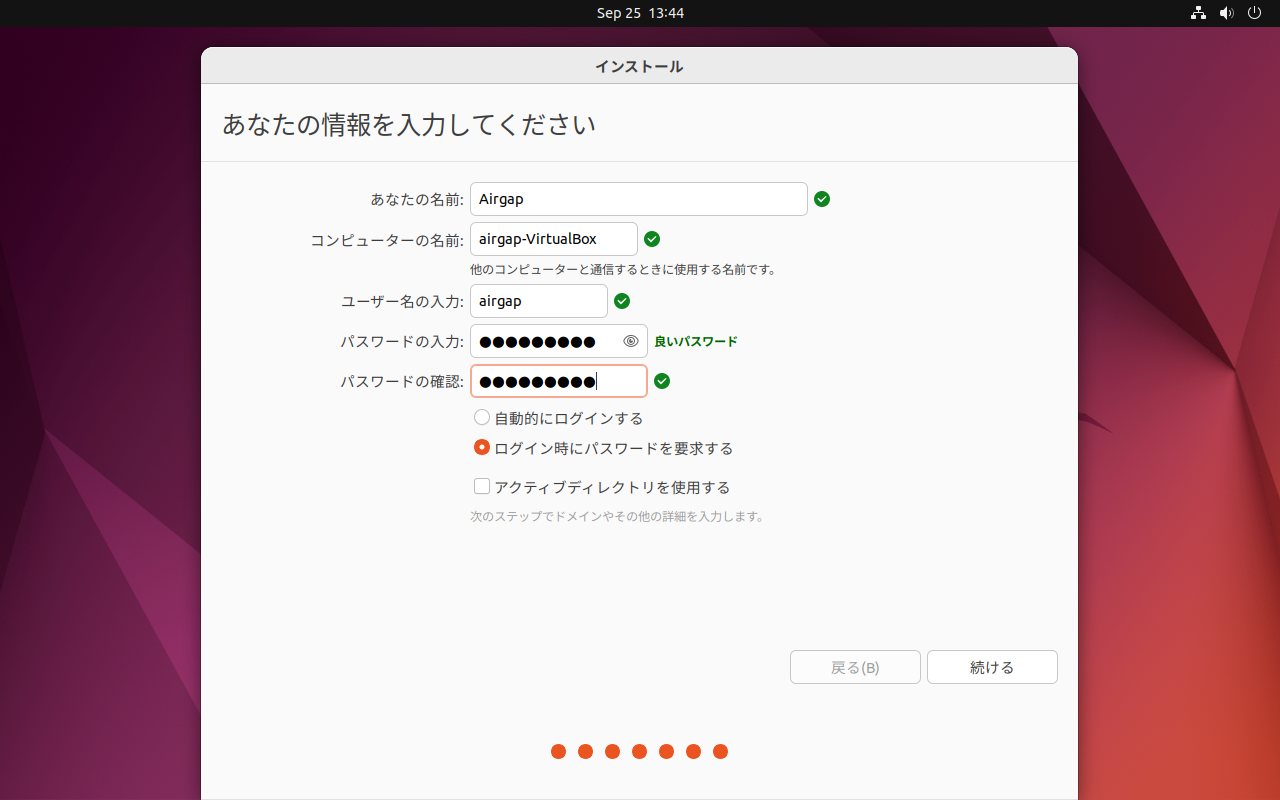 Sep 25 13:44
インストール
あなたの情報を入力してください
あなたの名前: Airgap
コンピューターの名前: airgap-VirtualBox
他のコンピューターと通信するときに使用する名前です。
ユーザー名の入力: airgap
パスワードの入力: ●●●●●●●●● 良いパスワード
パスワードの確認: ●●●●●●●●●
自動的にログインする
ログイン時にパスワードを要求する
アクティブディレクトリを使用する
次のステップでドメインやその他の詳細を入力します。
戻る(B) 続ける